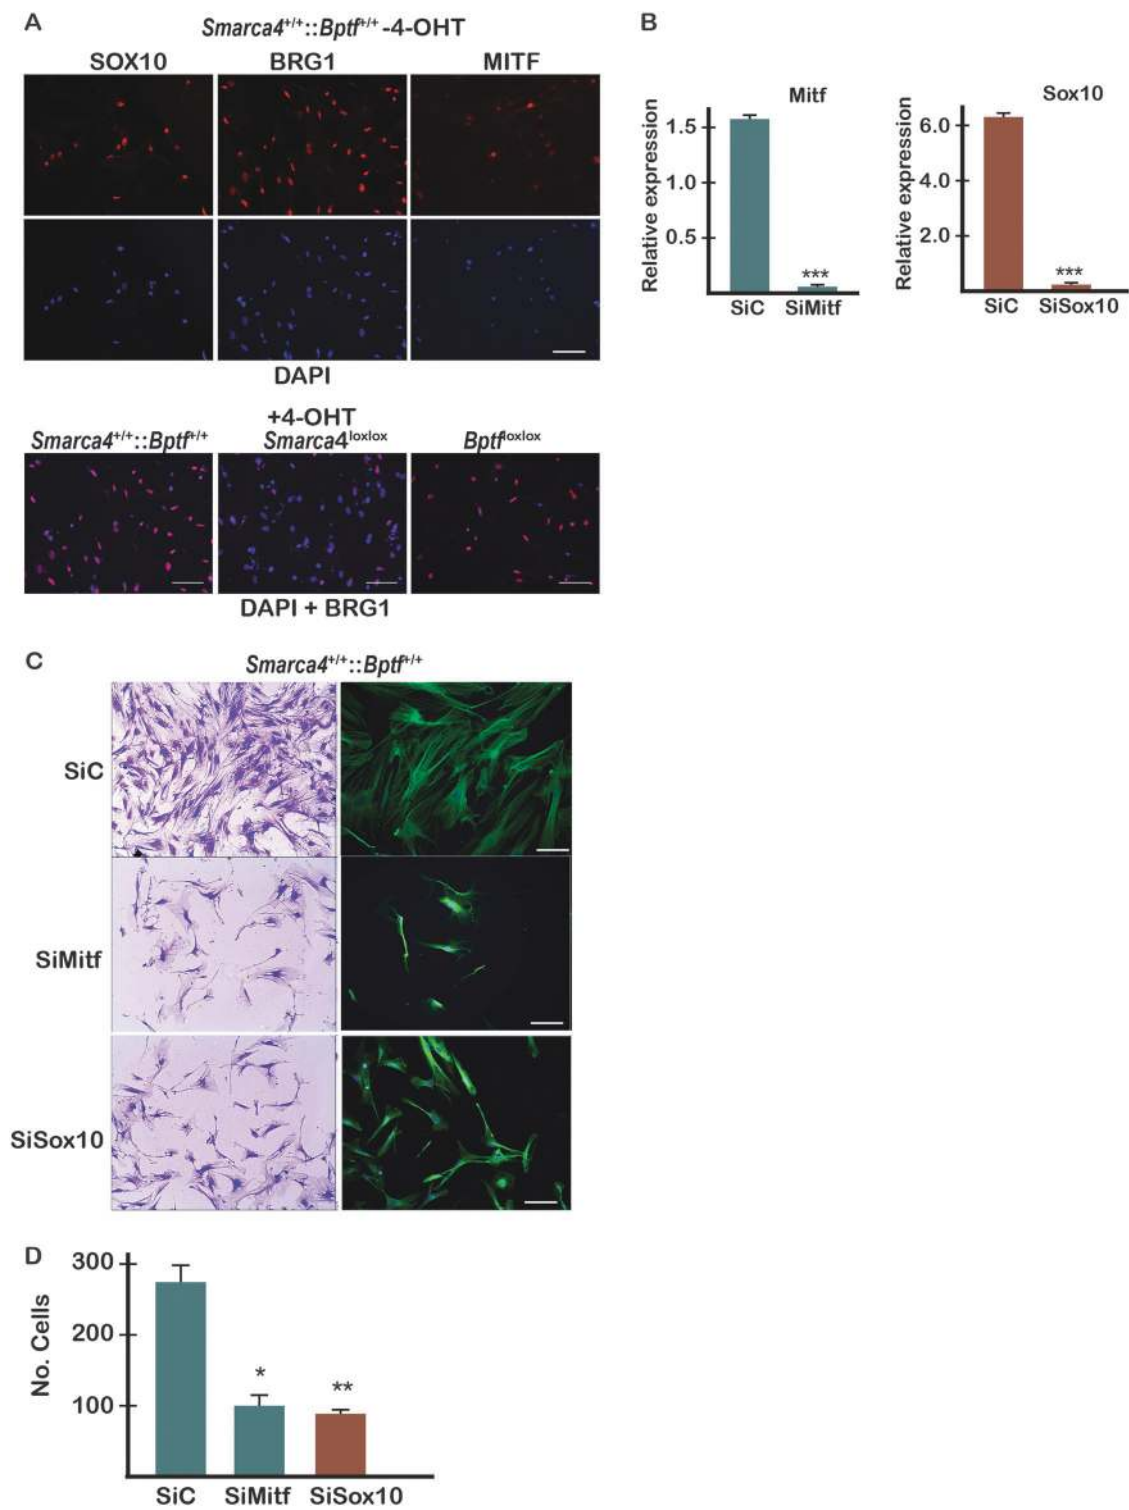 A
Smarca4+/+::Bptf+/+ -4-OHT
SOX10 BRG1 MITF
DAPI
+4-OHT
Smarca4+/+::Bptf+/+ Smarca4lox/lox Bptflox/lox
DAPI + BRG1
B
Mitf
Relative expression
1.5
1.0
0.5
***
SiC SiMitf
Sox10
Relative expression
6.0
4.0
2.0
***
SiC SiSox10
C
Smarca4+/+::Bptf+/+
SiC
SiMitf
SiSox10
D
No. Cells
300
200
100
*
**
SiC SiMitf SiSox10